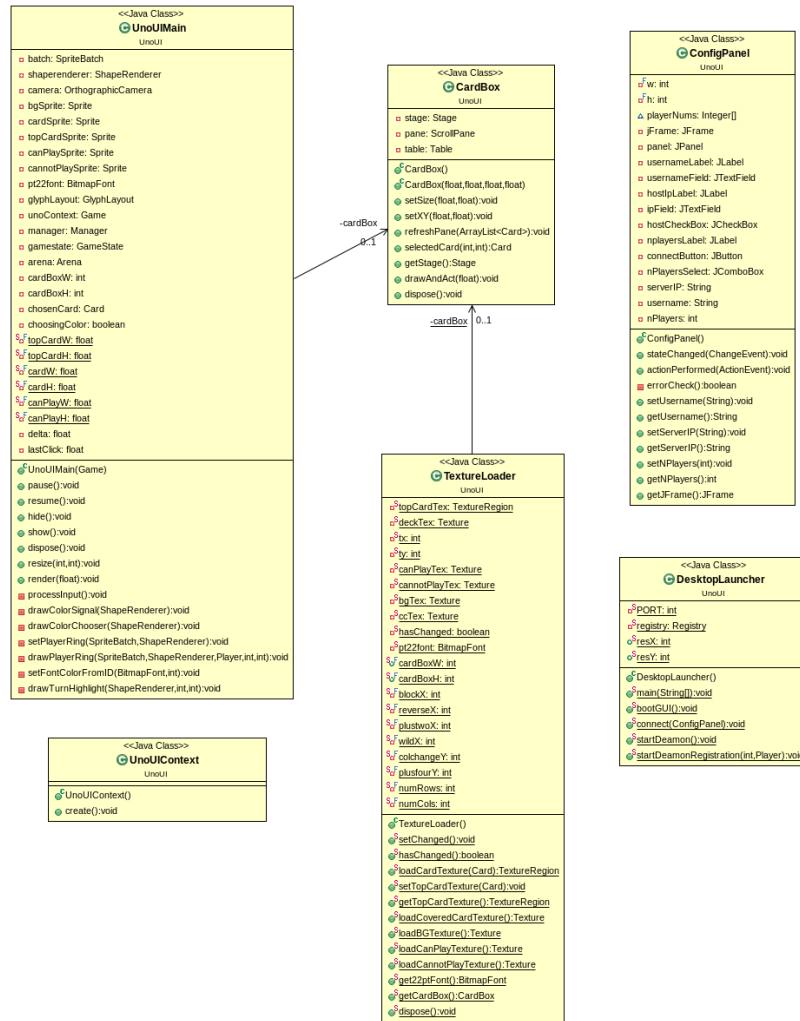 <<Java Class>>
UnoUIMain
UnoUI
batch: SpriteBatch
shaperenderer: ShapeRenderer
camera: OrthographicCamera
bgSprite: Sprite
cardSprite: Sprite
topCardSprite: Sprite
canPlaySprite: Sprite
cannotPlaySprite: Sprite
pt22font: BitmapFont
glyphLayout: GlyphLayout
unoContext: Game
manager: Manager
gamestate: GameState
arena: Arena
cardBoxW: int
cardBoxH: int
chosenCard: Card
choosingColor: boolean
topCardW: float
topCardH: float
cardW: float
cardH: float
canPlayW: float
canPlayH: float
delta: float
lastClick: float
UnoUIMain(Game)
pause():void
resume():void
hide():void
show():void
dispose():void
resize(int,int):void
render(float):void
processInput():void
drawColorSignal(ShapeRenderer):void
drawColorChooser(ShapeRenderer):void
setPlayerRing(SpriteBatch,ShapeRenderer):void
drawPlayerRing(SpriteBatch,ShapeRenderer,Player,int,int):void
setFontColorFromID(BitmapFont,int):void
drawTurnHighlight(ShapeRenderer,int,int):void
<<Java Class>>
UnoUIContext
UnoUI
UnoUIContext()
create():void
-cardBox
0..1
<<Java Class>>
CardBox
UnoUI
stage: Stage
pane: ScrollPane
table: Table
CardBox()
CardBox(float,float,float,float)
setSize(float,float):void
setXY(float,float):void
refreshPane(ArrayList<Card>):void
selectedCard(int,int):Card
getStage():Stage
drawAndAct(float):void
dispose():void
-cardBox 0..1
<<Java Class>>
TextureLoader
UnoUI
topCardTex: TextureRegion
deckTex: Texture
tx: int
ty: int
canPlayTex: Texture
cannotPlayTex: Texture
bgTex: Texture
ccTex: Texture
hasChanged: boolean
pt22font: BitmapFont
cardBoxW: int
cardBoxH: int
blockX: int
reverseX: int
plustwoX: int
wildX: int
colchangeY: int
plusfourY: int
numRows: int
numCols: int
TextureLoader()
setChanged():void
hasChanged():boolean
loadCardTexture(Card):TextureRegion
setTopCardTexture(Card):void
getTopCardTexture():TextureRegion
loadCoveredCardTexture():Texture
loadBGTexture():Texture
loadCanPlayTexture():Texture
loadCannotPlayTexture():Texture
get22ptFont():BitmapFont
getCardBox():CardBox
dispose():void
<<Java Class>>
ConfigPanel
UnoUI
w: int
h: int
playerNums: Integer[]
jFrame: JFrame
panel: JPanel
usernameLabel: JLabel
usernameField: JTextField
hostIpLabel: JLabel
ipField: JTextField
hostCheckBox: JCheckBox
nplayersLabel: JLabel
connectButton: JButton
nPlayersSelect: JComboBox
serverIP: String
username: String
nPlayers: int
ConfigPanel()
stateChanged(ChangeEvent):void
actionPerformed(ActionEvent):void
errorCheck():boolean
setUsername(String):void
getUsername():String
setServerIP(String):void
getServerIP():String
setNPlayers(int):void
getNPlayers():int
getJFrame():JFrame
<<Java Class>>
DesktopLauncher
UnoUI
PORT: int
registry: Registry
resX: int
resY: int
DesktopLauncher()
main(String[]):void
bootGUI():void
connect(ConfigPanel):void
startDeamon():void
startDeamonRegistration(int,Player):void